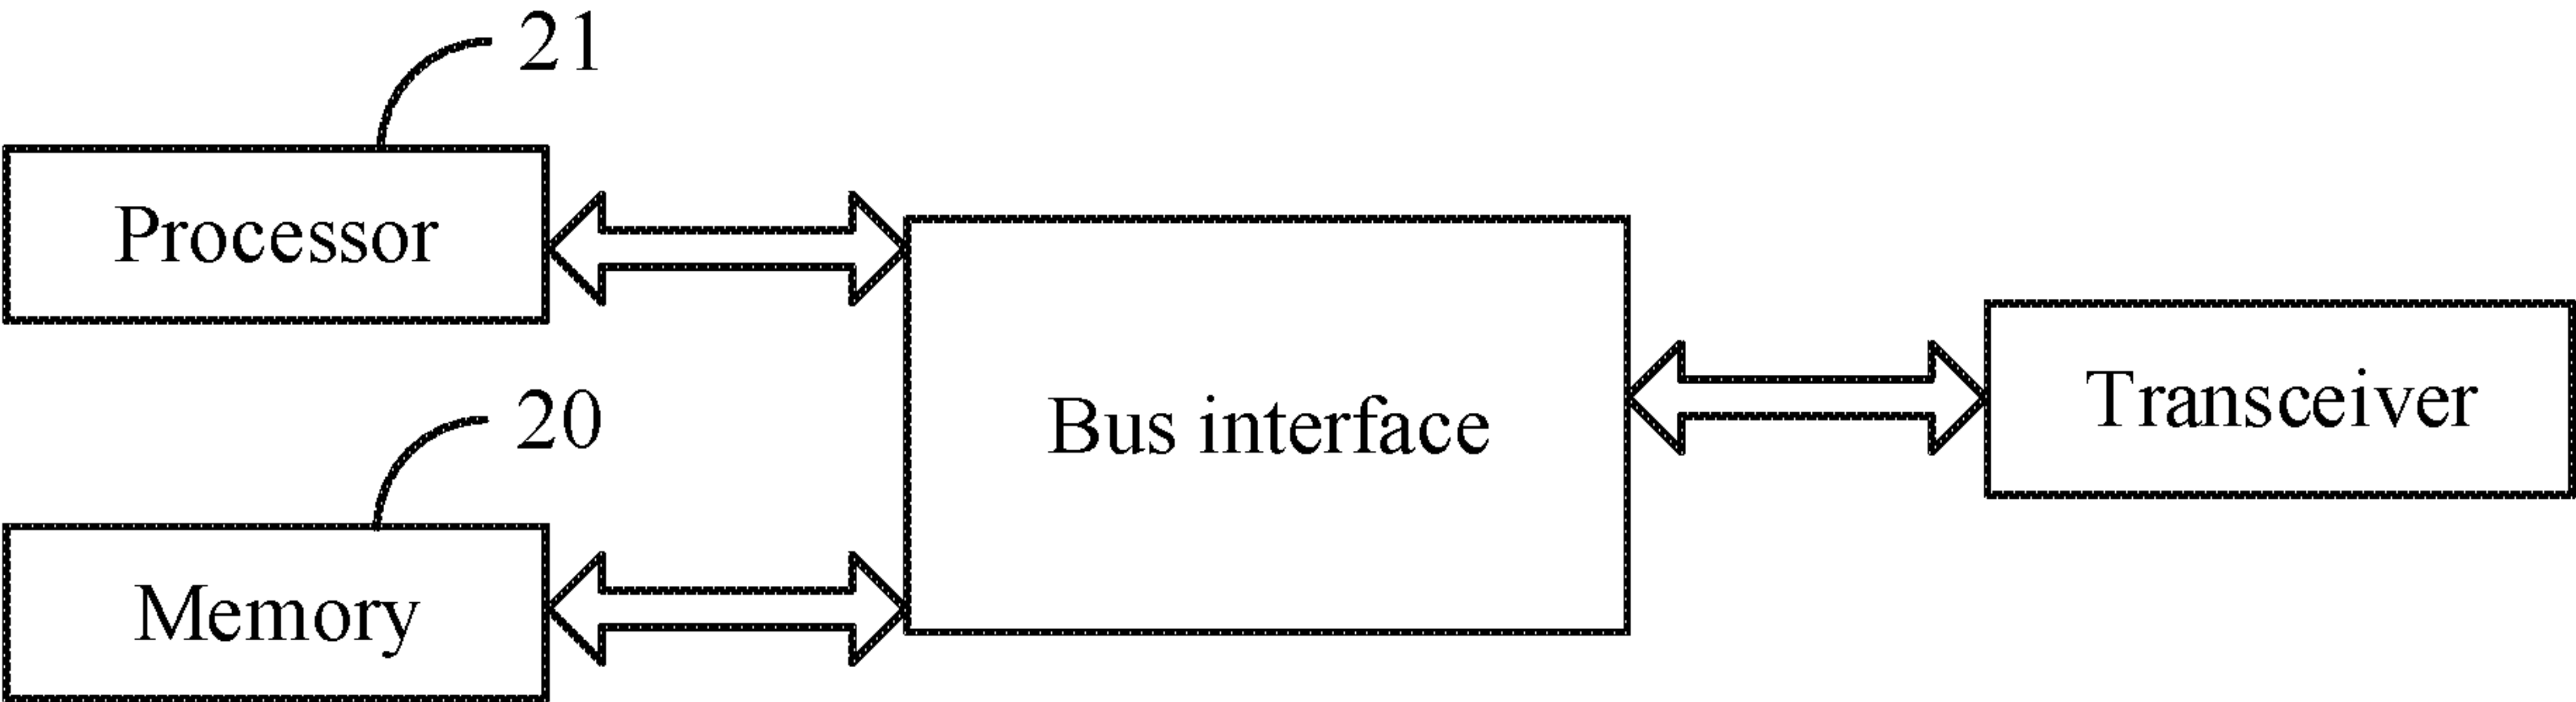 21
Processor
20
Memory
Bus interface
Transceiver